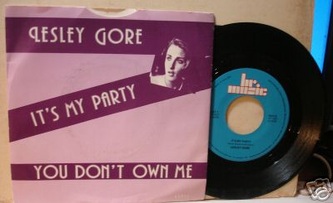 LESLEY GORE
IT'S MY PARTY
YOU DON'T OWN ME
br. music